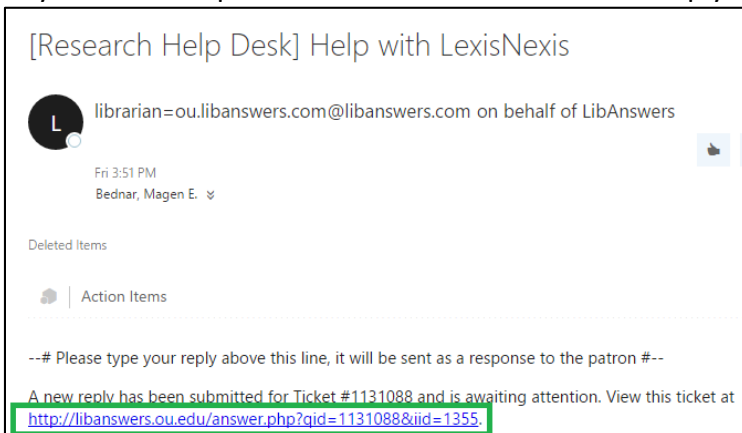 [Research Help Desk] Help with LexisNexis
L
librarian=ou.libanswers.com@libanswers.com on behalf of LibAnswers
Fri 3:51 PM
Bednar, Magen E.
Deleted Items
Action Items
--# Please type your reply above this line, it will be sent as a response to the patron #--
A new reply has been submitted for Ticket #1131088 and is awaiting attention. View this ticket at
http://libanswers.ou.edu/answer.php?qid=1131088&iid=1355.